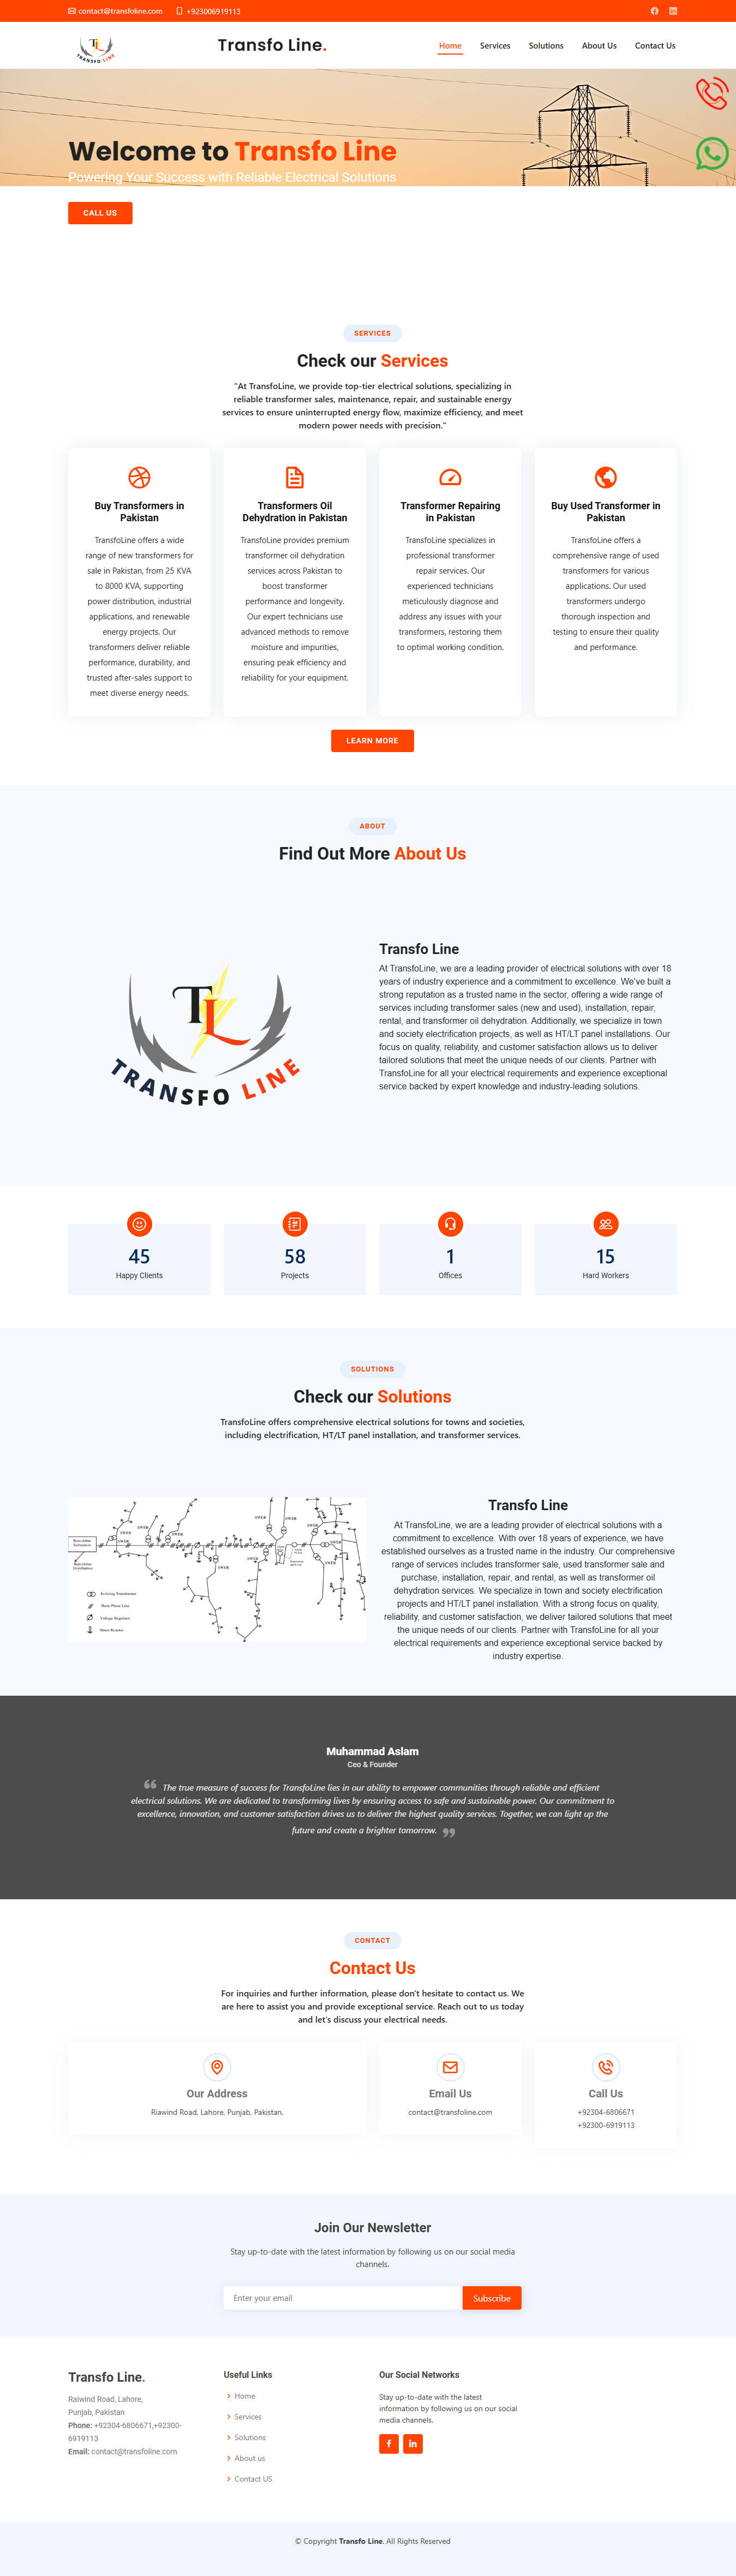 contact@transfoline.com +923006919113
TRANSFO LINE
Transfo Line.
Home Services Solutions About Us Contact Us
Welcome to Transfo Line
Powering Your Success with Reliable Electrical Solutions
CALL US
SERVICES
Check our Services
"At TransfoLine, we provide top-tier electrical solutions, specializing in
reliable transformer sales, maintenance, repair, and sustainable energy
services to ensure uninterrupted energy flow, maximize efficiency, and meet
modern power needs with precision."
Buy Transformers in
Pakistan
TransfoLine offers a wide
range of new transformers for
sale in Pakistan, from 25 KVA
to 8000 KVA, supporting
power distribution, industrial
applications, and renewable
energy projects. Our
transformers deliver reliable
performance, durability, and
trusted after-sales support to
meet diverse energy needs.
Transformers Oil
Dehydration in Pakistan
TransfoLine provides premium
transformer oil dehydration
services across Pakistan to
boost transformer
performance and longevity.
Our expert technicians use
advanced methods to remove
moisture and impurities,
ensuring peak efficiency and
reliability for your equipment.
Transformer Repairing
in Pakistan
TransfoLine specializes in
professional transformer
repair services. Our
experienced technicians
meticulously diagnose and
address any issues with your
transformers, restoring them
to optimal working condition.
Buy Used Transformer in
Pakistan
TransfoLine offers a
comprehensive range of used
transformers for various
applications. Our used
transformers undergo
thorough inspection and
testing to ensure their quality
and performance.
LEARN MORE
ABOUT
Find Out More About Us
TL
TRANSFO LINE
Transfo Line
At TransfoLine, we are a leading provider of electrical solutions with over 18
years of industry experience and a commitment to excellence. We've built a
strong reputation as a trusted name in the sector, offering a wide range of
services including transformer sales (new and used), installation, repair,
rental, and transformer oil dehydration. Additionally, we specialize in town
and society electrification projects, as well as HT/LT panel installations. Our
focus on quality, reliability, and customer satisfaction allows us to deliver
tailored solutions that meet the unique needs of our clients. Partner with
TransfoLine for all your electrical requirements and experience exceptional
service backed by expert knowledge and industry-leading solutions.
45
Happy Clients
58
Projects
1
Offices
15
Hard Workers
SOLUTIONS
Check our Solutions
TransfoLine offers comprehensive electrical solutions for towns and societies,
including electrification, HT/LT panel installation, and transformer services.
SWER
SWER
SWER
SWER
SWER
SWER
SWER
SWER
Isolating Transformer
Three Phase Line
Voltage Regulator
Shunt Reactor
Transfo Line
At TransfoLine, we are a leading provider of electrical solutions with a
commitment to excellence. With over 18 years of experience, we have
established ourselves as a trusted name in the industry. Our comprehensive
range of services includes transformer sale, used transformer sale and
purchase, installation, repair, and rental, as well as transformer oil
dehydration services. We specialize in town and society electrification
projects and HT/LT panel installation. With a strong focus on quality,
reliability, and customer satisfaction, we deliver tailored solutions that meet
the unique needs of our clients. Partner with TransfoLine for all your
electrical requirements and experience exceptional service backed by
industry expertise.
Muhammad Aslam
Ceo & Founder
The true measure of success for TransfoLine lies in our ability to empower communities through reliable and efficient
electrical solutions. We are dedicated to transforming lives by ensuring access to safe and sustainable power. Our commitment to
excellence, innovation, and customer satisfaction drives us to deliver the highest quality services. Together, we can light up the
future and create a brighter tomorrow.
CONTACT
Contact Us
For inquiries and further information, please don't hesitate to contact us. We
are here to assist you and provide exceptional service. Reach out to us today
and let's discuss your electrical needs.
Our Address
Riawind Road, Lahore, Punjab, Pakistan.
Email Us
contact@transfoline.com
Call Us
+92304-6806671
+92300-6919113
Join Our Newsletter
Stay up-to-date with the latest information by following us on our social media
channels.
Enter your email Subscribe
Transfo Line.
Raiwind Road, Lahore,
Punjab, Pakistan
Phone: +92304-6806671,+92300-
6919113
Email: contact@transfoline.com
Useful Links
Home
Services
Solutions
About us
Contact US
Our Social Networks
Stay up-to-date with the latest
information by following us on our social
media channels.
© Copyright Transfo Line. All Rights Reserved